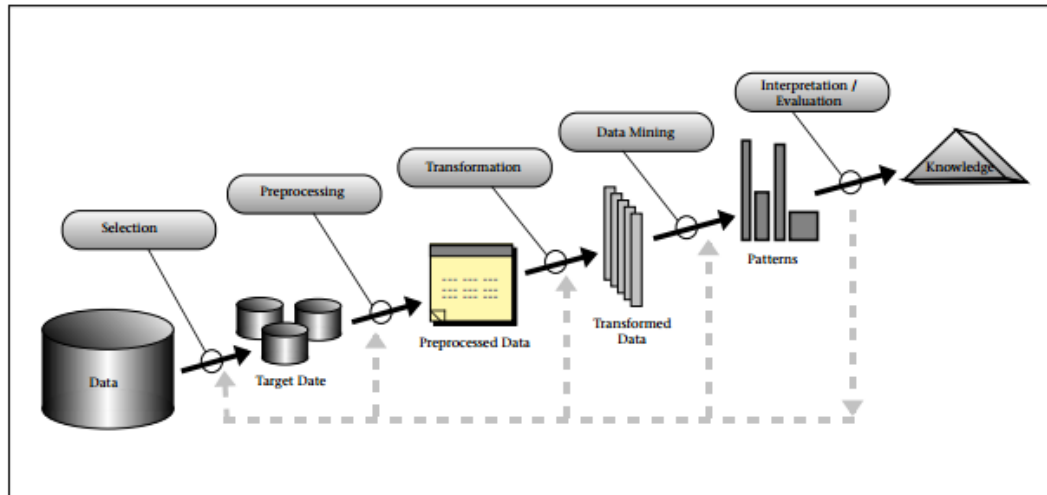 Interpretation /
Evaluation
Data Mining
Transformation
Preprocessing
Selection
Knowledge
Patterns
Transformed
Data
Preprocessed Data
Target Date
Data